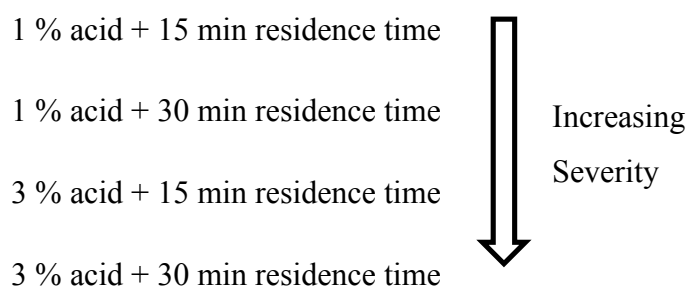 1 % acid + 15 min residence time
1 % acid + 30 min residence time
3 % acid + 15 min residence time
3 % acid + 30 min residence time
Increasing
Severity